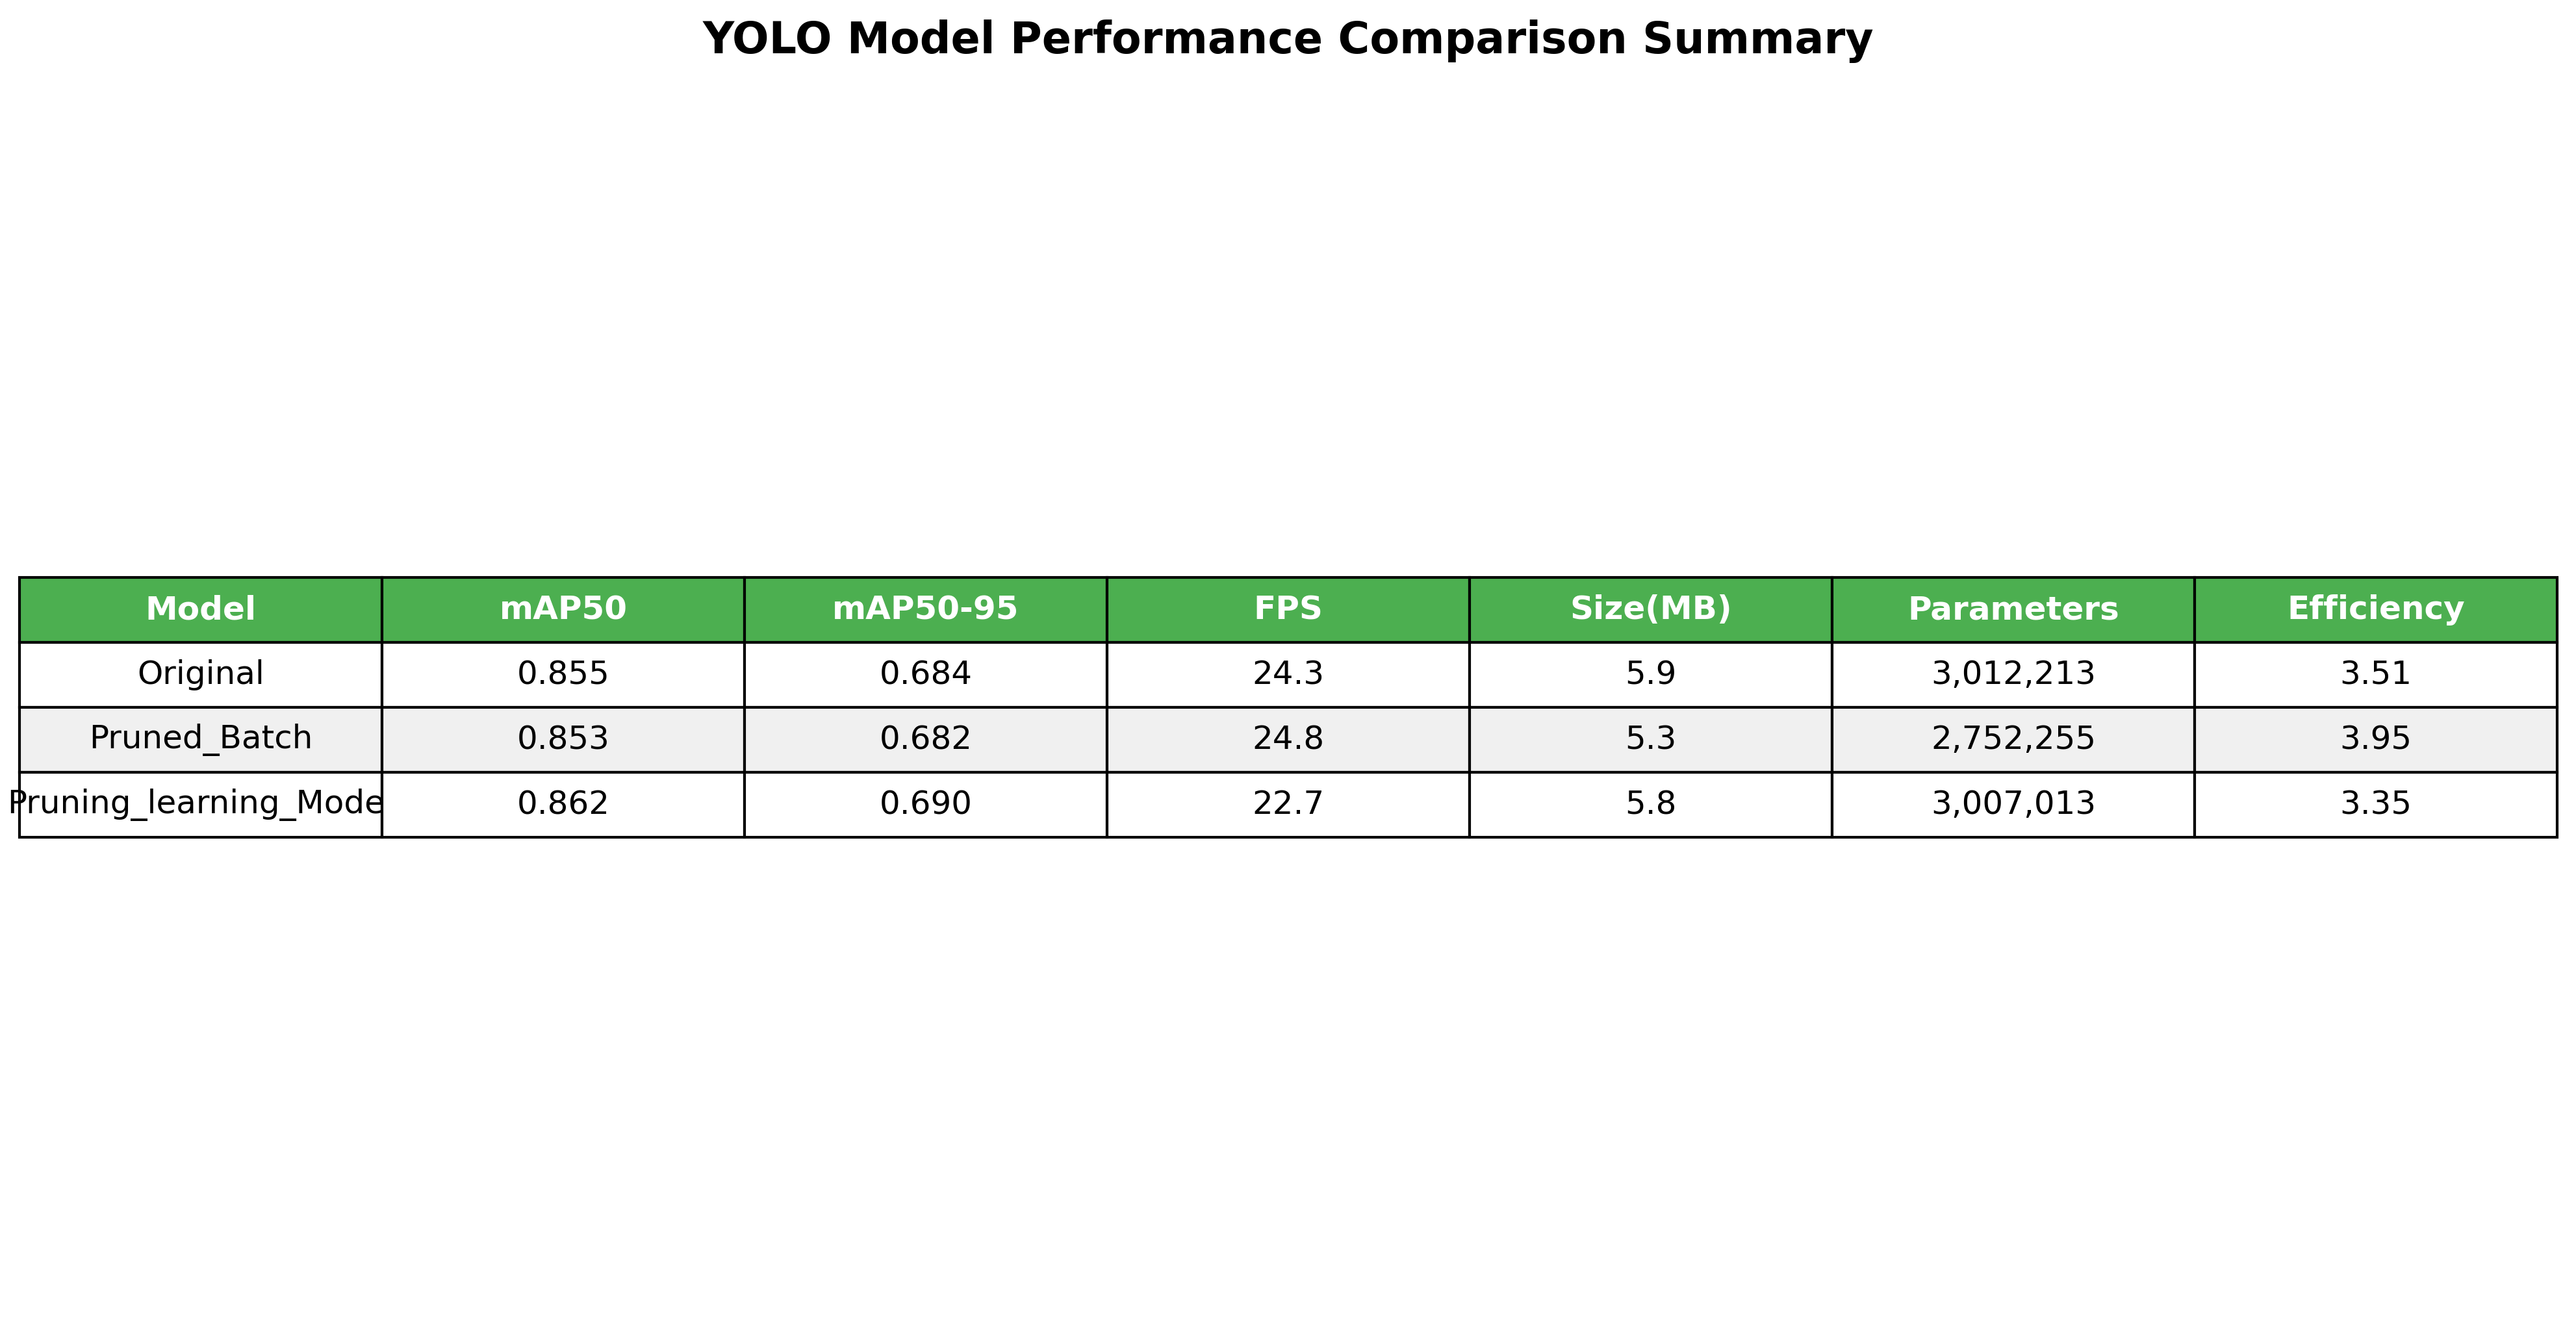 YOLO Model Performance Comparison Summary
Model mAP50 mAP50-95 FPS Size(MB) Parameters Efficiency
Original 0.855 0.684 24.3 5.9 3,012,213 3.51
Pruned_Batch 0.853 0.682 24.8 5.3 2,752,255 3.95
Pruning_learning_Mode 0.862 0.690 22.7 5.8 3,007,013 3.35